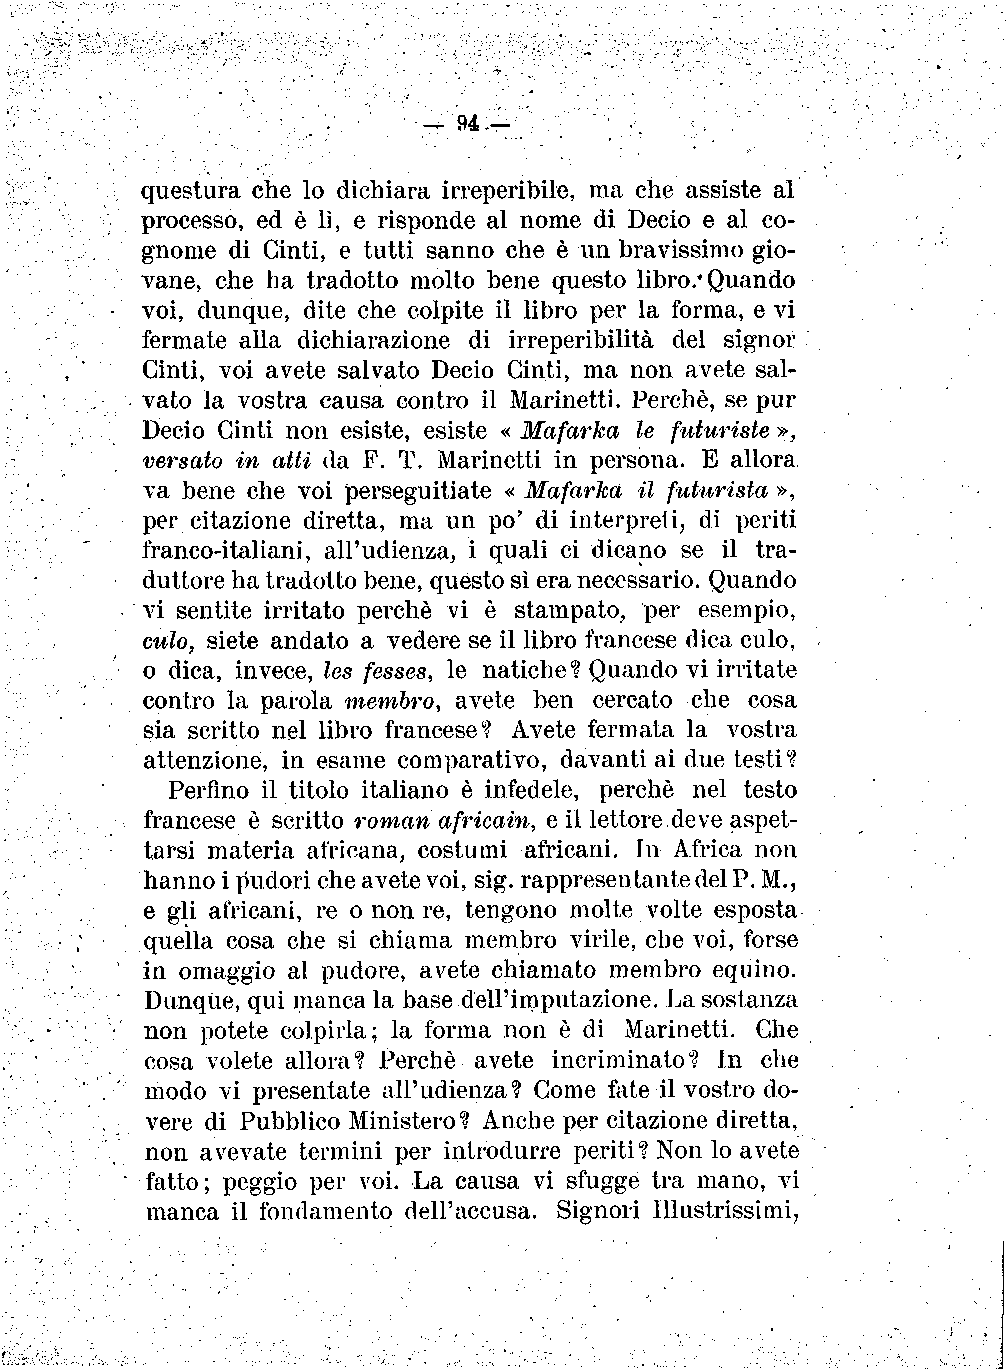 — 94 —
questura che lo dichiara irreperibile, ma che assiste al
processo, ed è lì, e risponde al nome di Decio e al co-
gnome di Cinti, e tutti sanno che è un bravissimo gio-
vane, che ha tradotto molto bene questo libro. Quando
voi, dunque, dite che colpite il libro per la forma, e vi
fermate alla dichiarazione di irreperibilità del signor
Cinti, voi avete salvato Decio Cinti, ma non avete sal-
vato la vostra causa contro il Marinetti. Perchè, se pur
Decio Cinti non esiste, esiste « Mafarka le futuriste »,
versato in atti da F. T. Marinetti in persona. E allora
va bene che voi perseguitiate « Mafarka il futurista »,
per citazione diretta, ma un po' di interpreti, di periti
franco-italiani, all'udienza, i quali ci dicano se il tra-
duttore ha tradotto bene, questo sì era necessario. Quando
vi sentite irritato perchè vi è stampato, per esempio,
culo, siete andato a vedere se il libro francese dica culo,
o dica, invece, les fesses, le natiche? Quando vi irritate
contro la parola membro, avete ben cercato che cosa
sia scritto nel libro francese? Avete fermata la vostra
attenzione, in esame comparativo, davanti ai due testi?
Perfino il titolo italiano è infedele, perchè nel testo
francese è scritto roman africain, e il lettore deve aspet-
tarsi materia africana, costumi africani. In Africa non
hanno i pudori che avete voi, sig. rappresentante del P. M.,
e gli africani, re o non re, tengono molte volte esposta
quella cosa che si chiama membro virile, che voi, forse
in omaggio al pudore, avete chiamato membro equino.
Dunque, qui manca la base dell'imputazione. La sostanza
non potete colpirla; la forma non è di Marinetti. Che
cosa volete allora? Perchè avete incriminato? In che
modo vi presentate all'udienza? Come fate il vostro do-
vere di Pubblico Ministero? Anche per citazione diretta,
non avevate termini per introdurre periti? Non lo avete
fatto; peggio per voi. La causa vi sfugge tra mano, vi
manca il fondamento dell'accusa. Signori Illustrissimi,